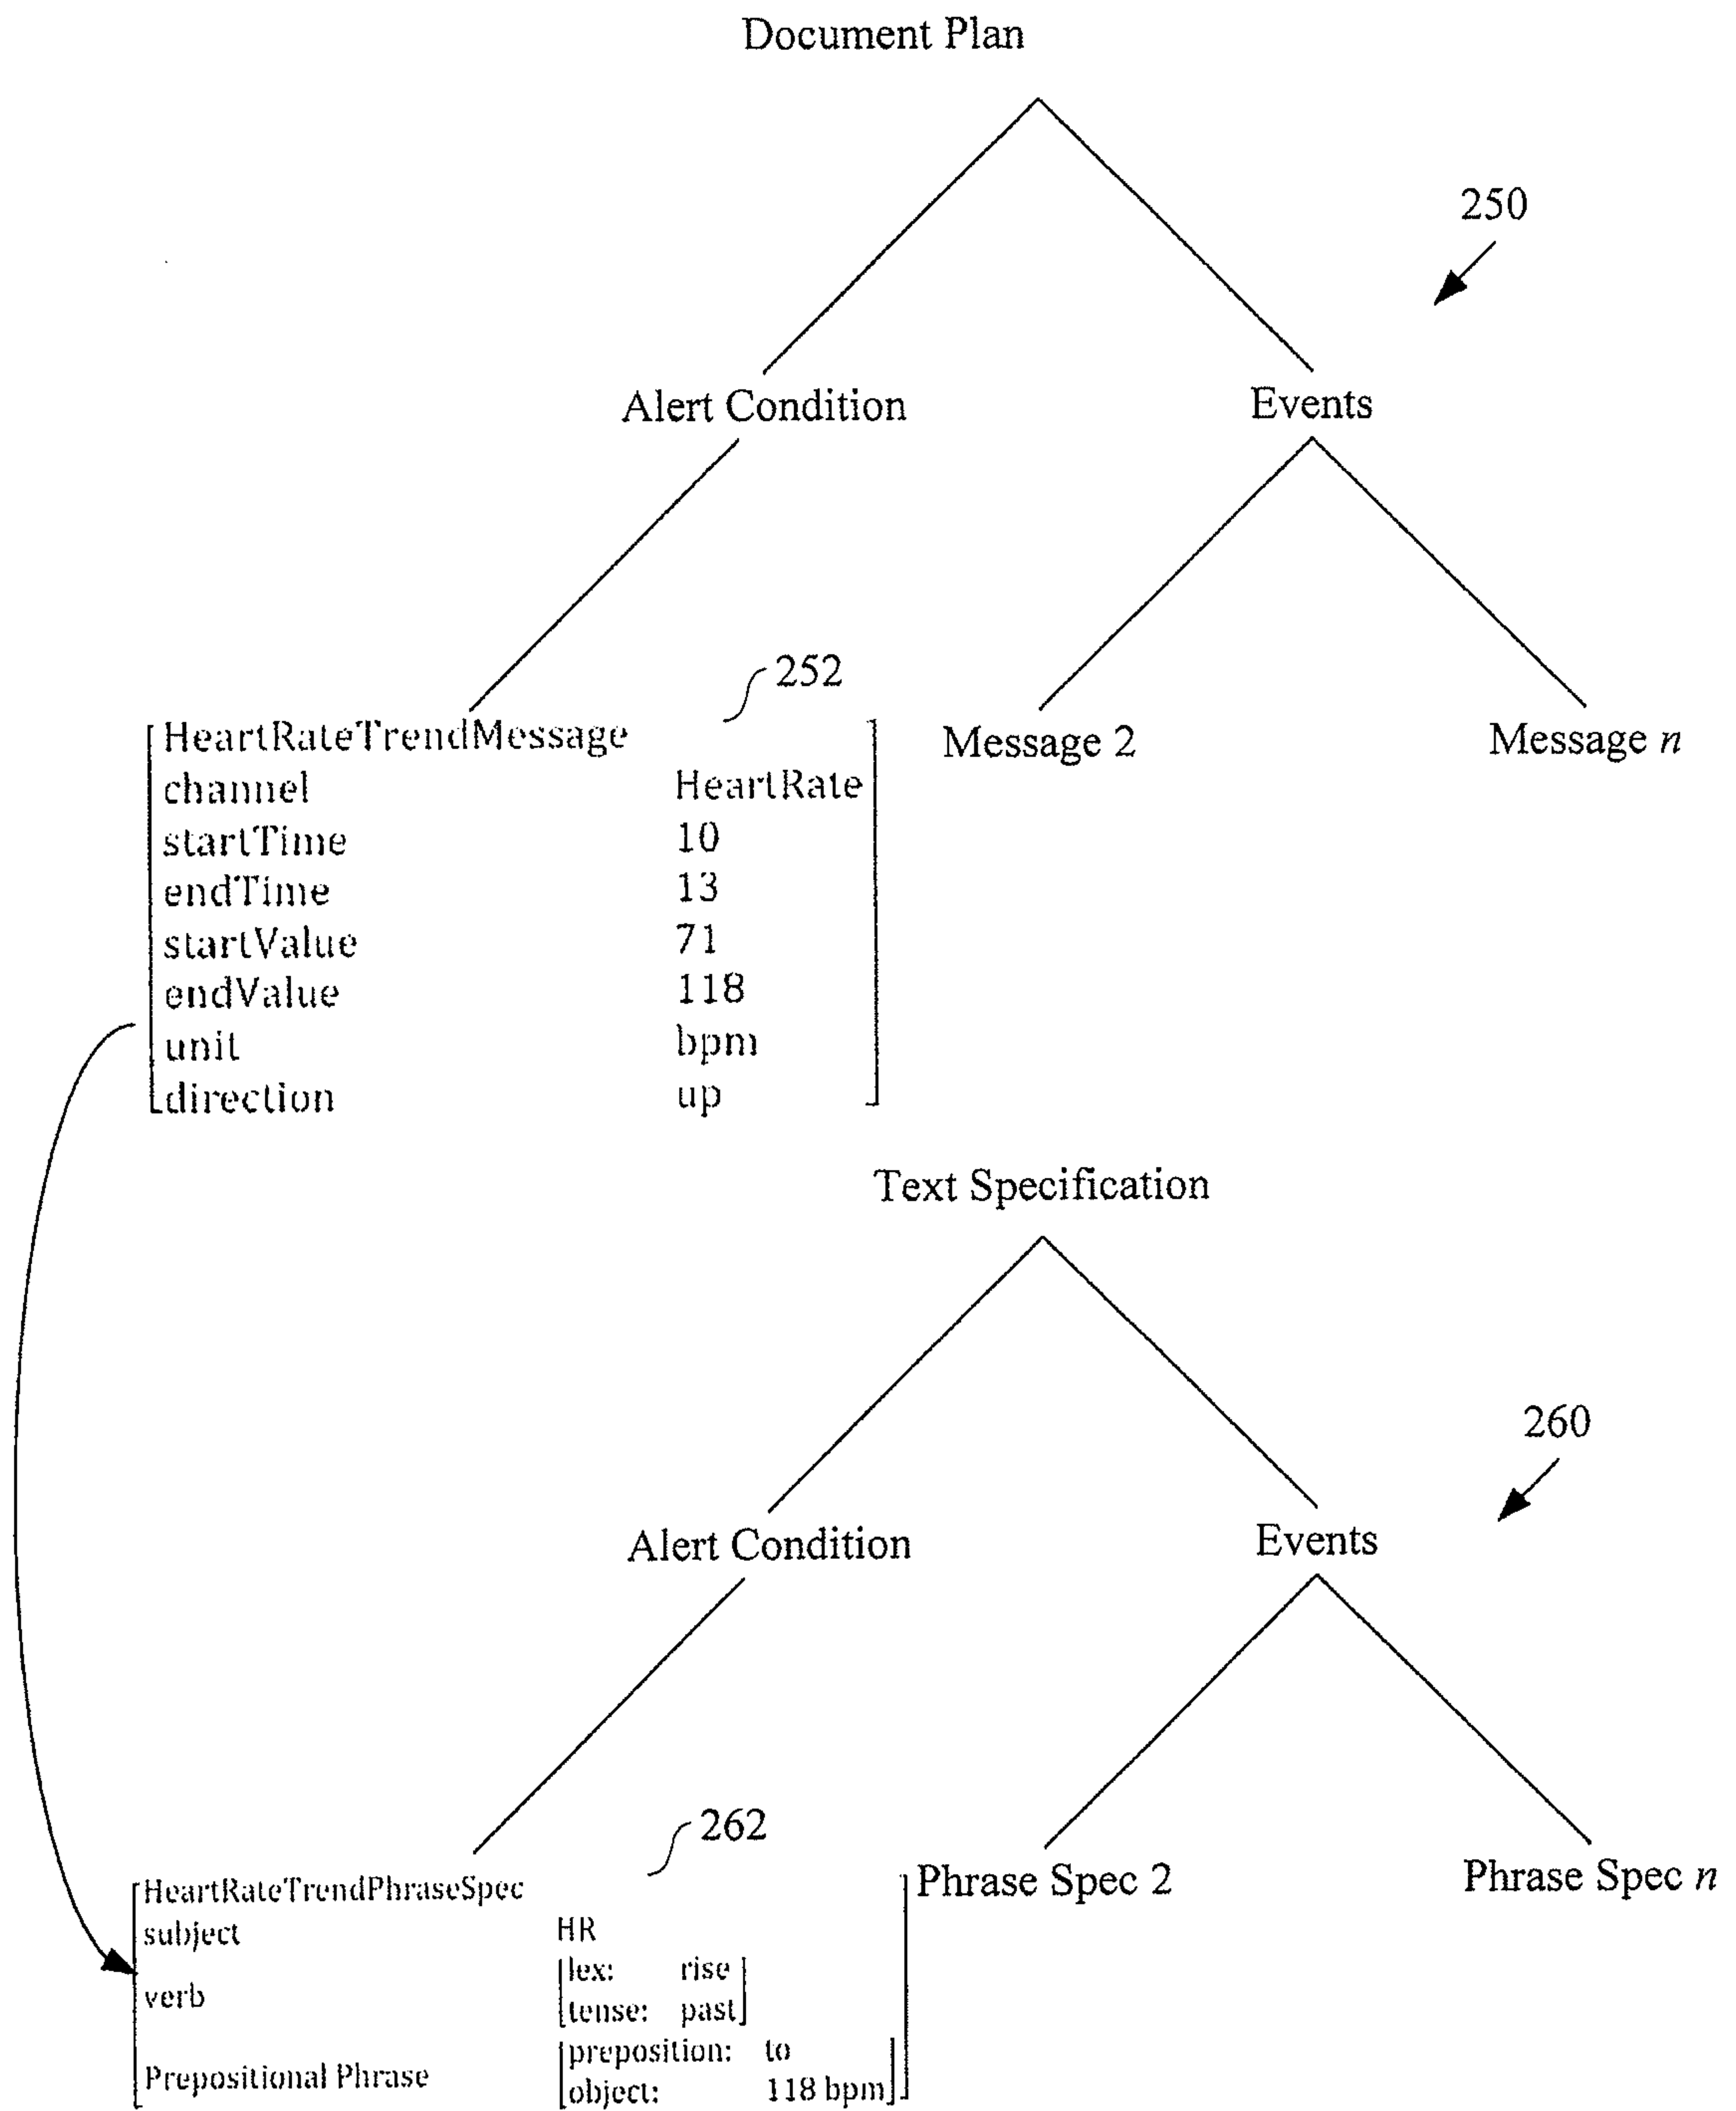 Document Plan
250
Alert Condition
Events
252
HeartRateTrendMessage
channel HeartRate
startTime 10
endTime 13
startValue 71
endValue 118
unit bpm
direction up
Message 2
Message n
Text Specification
260
Alert Condition
Events
262
HeartRateTrendPhraseSpec
subject HR
verb
lex: rise
tense: past
Prepositional Phrase
preposition: to
object: 118 bpm
Phrase Spec 2
Phrase Spec n